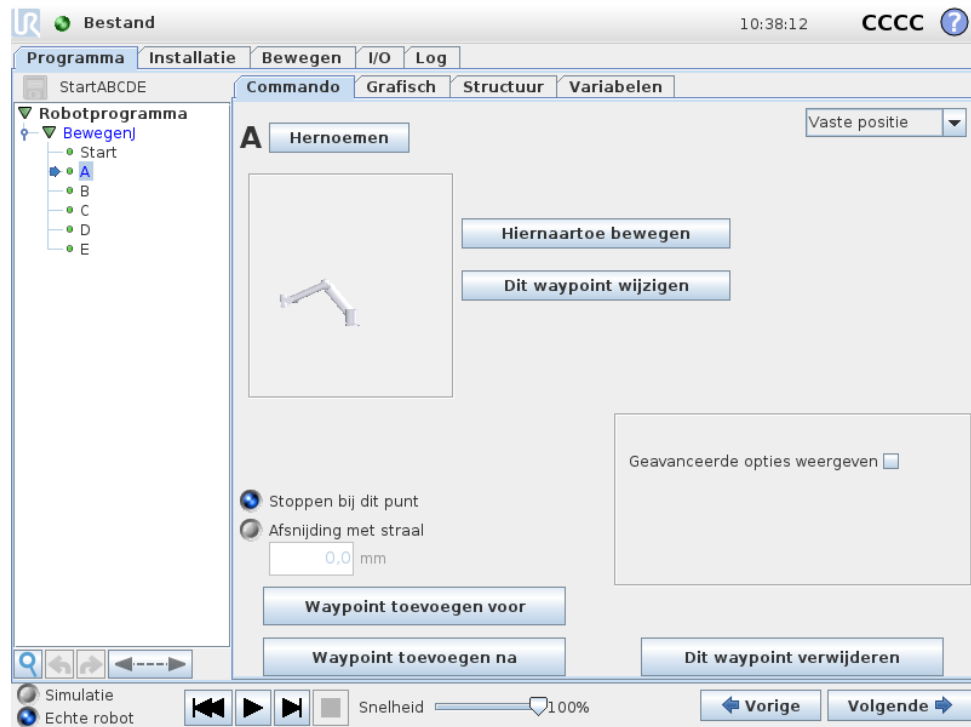 UR Bestand 10:38:12 CCCC ?
Programma Installatie Bewegen I/O Log
StartABCDE Commando Grafisch Structuur Variabelen
Robotprogramma
BewegenJ
Start
A
B
C
D
E
A Hernoemen Vaste positie
Hiernaartoe bewegen
Dit waypoint wijzigen
Geavanceerde opties weergeven
Stoppen bij dit punt
Afsnijding met straal
0,0 mm
Waypoint toevoegen voor
Waypoint toevoegen na Dit waypoint verwijderen
Simulatie
Echte robot
Snelheid 100% Vorige Volgende